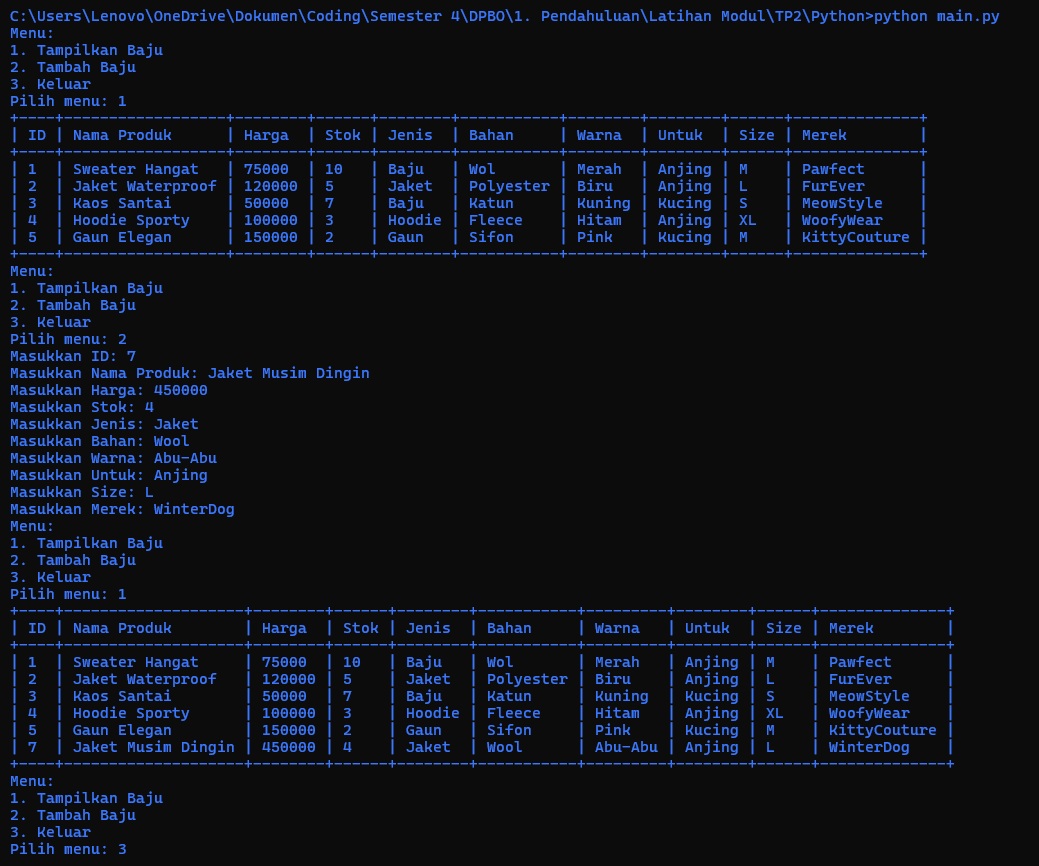 C:\Users\Lenovo\OneDrive\Dokumen\Coding\Semester 4\DPBO\1. Pendahuluan\Latihan Modul\TP2\Python>python main.py
Menu:
1. Tampilkan Baju
2. Tambah Baju
3. Keluar
Pilih menu: 1
+----+------------------+--------+------+--------+-----------+--------+--------+------+--------------+
| ID | Nama Produk      | Harga  | Stok | Jenis  | Bahan     | Warna  | Untuk  | Size | Merek        |
+----+------------------+--------+------+--------+-----------+--------+--------+------+--------------+
| 1  | Sweater Hangat   | 75000  | 10   | Baju   | Wol       | Merah  | Anjing | M    | Pawfect      |
| 2  | Jaket Waterproof | 120000 | 5    | Jaket  | Polyester | Biru   | Anjing | L    | FurEver      |
| 3  | Kaos Santai      | 50000  | 7    | Baju   | Katun     | Kuning | Kucing | S    | MeowStyle    |
| 4  | Hoodie Sporty    | 100000 | 3    | Hoodie | Fleece    | Hitam  | Anjing | XL   | WoofyWear    |
| 5  | Gaun Elegan      | 150000 | 2    | Gaun   | Sifon     | Pink   | Kucing | M    | KittyCouture |
+----+------------------+--------+------+--------+-----------+--------+--------+------+--------------+
Menu:
1. Tampilkan Baju
2. Tambah Baju
3. Keluar
Pilih menu: 2
Masukkan ID: 7
Masukkan Nama Produk: Jaket Musim Dingin
Masukkan Harga: 450000
Masukkan Stok: 4
Masukkan Jenis: Jaket
Masukkan Bahan: Wool
Masukkan Warna: Abu-Abu
Masukkan Untuk: Anjing
Masukkan Size: L
Masukkan Merek: WinterDog
Menu:
1. Tampilkan Baju
2. Tambah Baju
3. Keluar
Pilih menu: 1
+----+--------------------+--------+------+--------+-----------+---------+--------+------+--------------+
| ID | Nama Produk        | Harga  | Stok | Jenis  | Bahan     | Warna   | Untuk  | Size | Merek        |
+----+--------------------+--------+------+--------+-----------+---------+--------+------+--------------+
| 1  | Sweater Hangat     | 75000  | 10   | Baju   | Wol       | Merah   | Anjing | M    | Pawfect      |
| 2  | Jaket Waterproof   | 120000 | 5    | Jaket  | Polyester | Biru    | Anjing | L    | FurEver      |
| 3  | Kaos Santai        | 50000  | 7    | Baju   | Katun     | Kuning  | Kucing | S    | MeowStyle    |
| 4  | Hoodie Sporty      | 100000 | 3    | Hoodie | Fleece    | Hitam   | Anjing | XL   | WoofyWear    |
| 5  | Gaun Elegan        | 150000 | 2    | Gaun   | Sifon     | Pink    | Kucing | M    | KittyCouture |
| 7  | Jaket Musim Dingin | 450000 | 4    | Jaket  | Wool      | Abu-Abu | Anjing | L    | WinterDog    |
+----+--------------------+--------+------+--------+-----------+---------+--------+------+--------------+
Menu:
1. Tampilkan Baju
2. Tambah Baju
3. Keluar
Pilih menu: 3